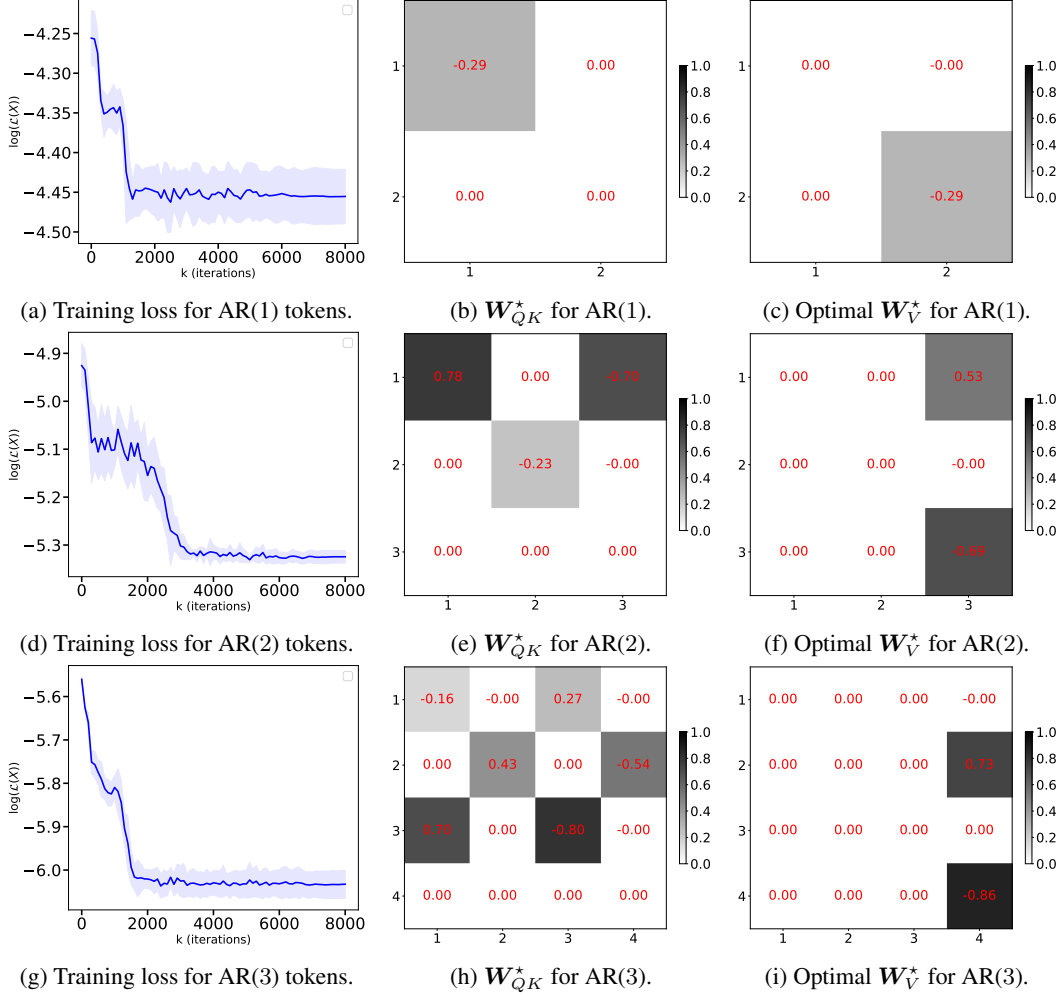 −4.25
−4.30
−4.35
−4.40
−4.45
−4.50
log(ℒ(X))
0 2000 4000 6000 8000
k (iterations)
1
2
-0.29 0.00
0.00 0.00
1 2
1.0
0.8
0.6
0.4
0.2
0.0
1
2
0.00 -0.00
0.00 -0.29
1 2
1.0
0.8
0.6
0.4
0.2
0.0
(a) Training loss for AR(1) tokens.
(b) W⋆QK for AR(1).
(c) Optimal W⋆V for AR(1).
−4.9
−5.0
−5.1
−5.2
−5.3
log(ℒ(X))
0 2000 4000 6000 8000
k (iterations)
1
2
3
0.78 0.00 0.70
0.00 -0.23 -0.00
0.00 0.00 0.00
1 2 3
1.0
0.8
0.6
0.4
0.2
0.0
1
2
3
0.00 0.00 0.53
0.00 0.00 -0.00
0.00 0.00
1 2 3
1.0
0.8
0.6
0.4
0.2
0.0
(d) Training loss for AR(2) tokens.
(e) W⋆QK for AR(2).
(f) Optimal W⋆V for AR(2).
−5.6
−5.7
−5.8
−5.9
−6.0
log(ℒ(X))
0 2000 4000 6000 8000
k (iterations)
1
2
3
4
-0.16 -0.00 0.27 -0.00
0.00 0.43 0.00 -0.54
0.70 0.00 -0.80 -0.00
0.00 0.00 0.00 0.00
1 2 3 4
1.0
0.8
0.6
0.4
0.2
0.0
1
2
3
4
0.00 0.00 0.00 -0.00
0.00 0.00 0.00 0.73
0.00 0.00 0.00 0.00
0.00 0.00 0.00 -0.86
1 2 3 4
1.0
0.8
0.6
0.4
0.2
0.0
(g) Training loss for AR(3) tokens.
(h) W⋆QK for AR(3).
(i) Optimal W⋆V for AR(3).